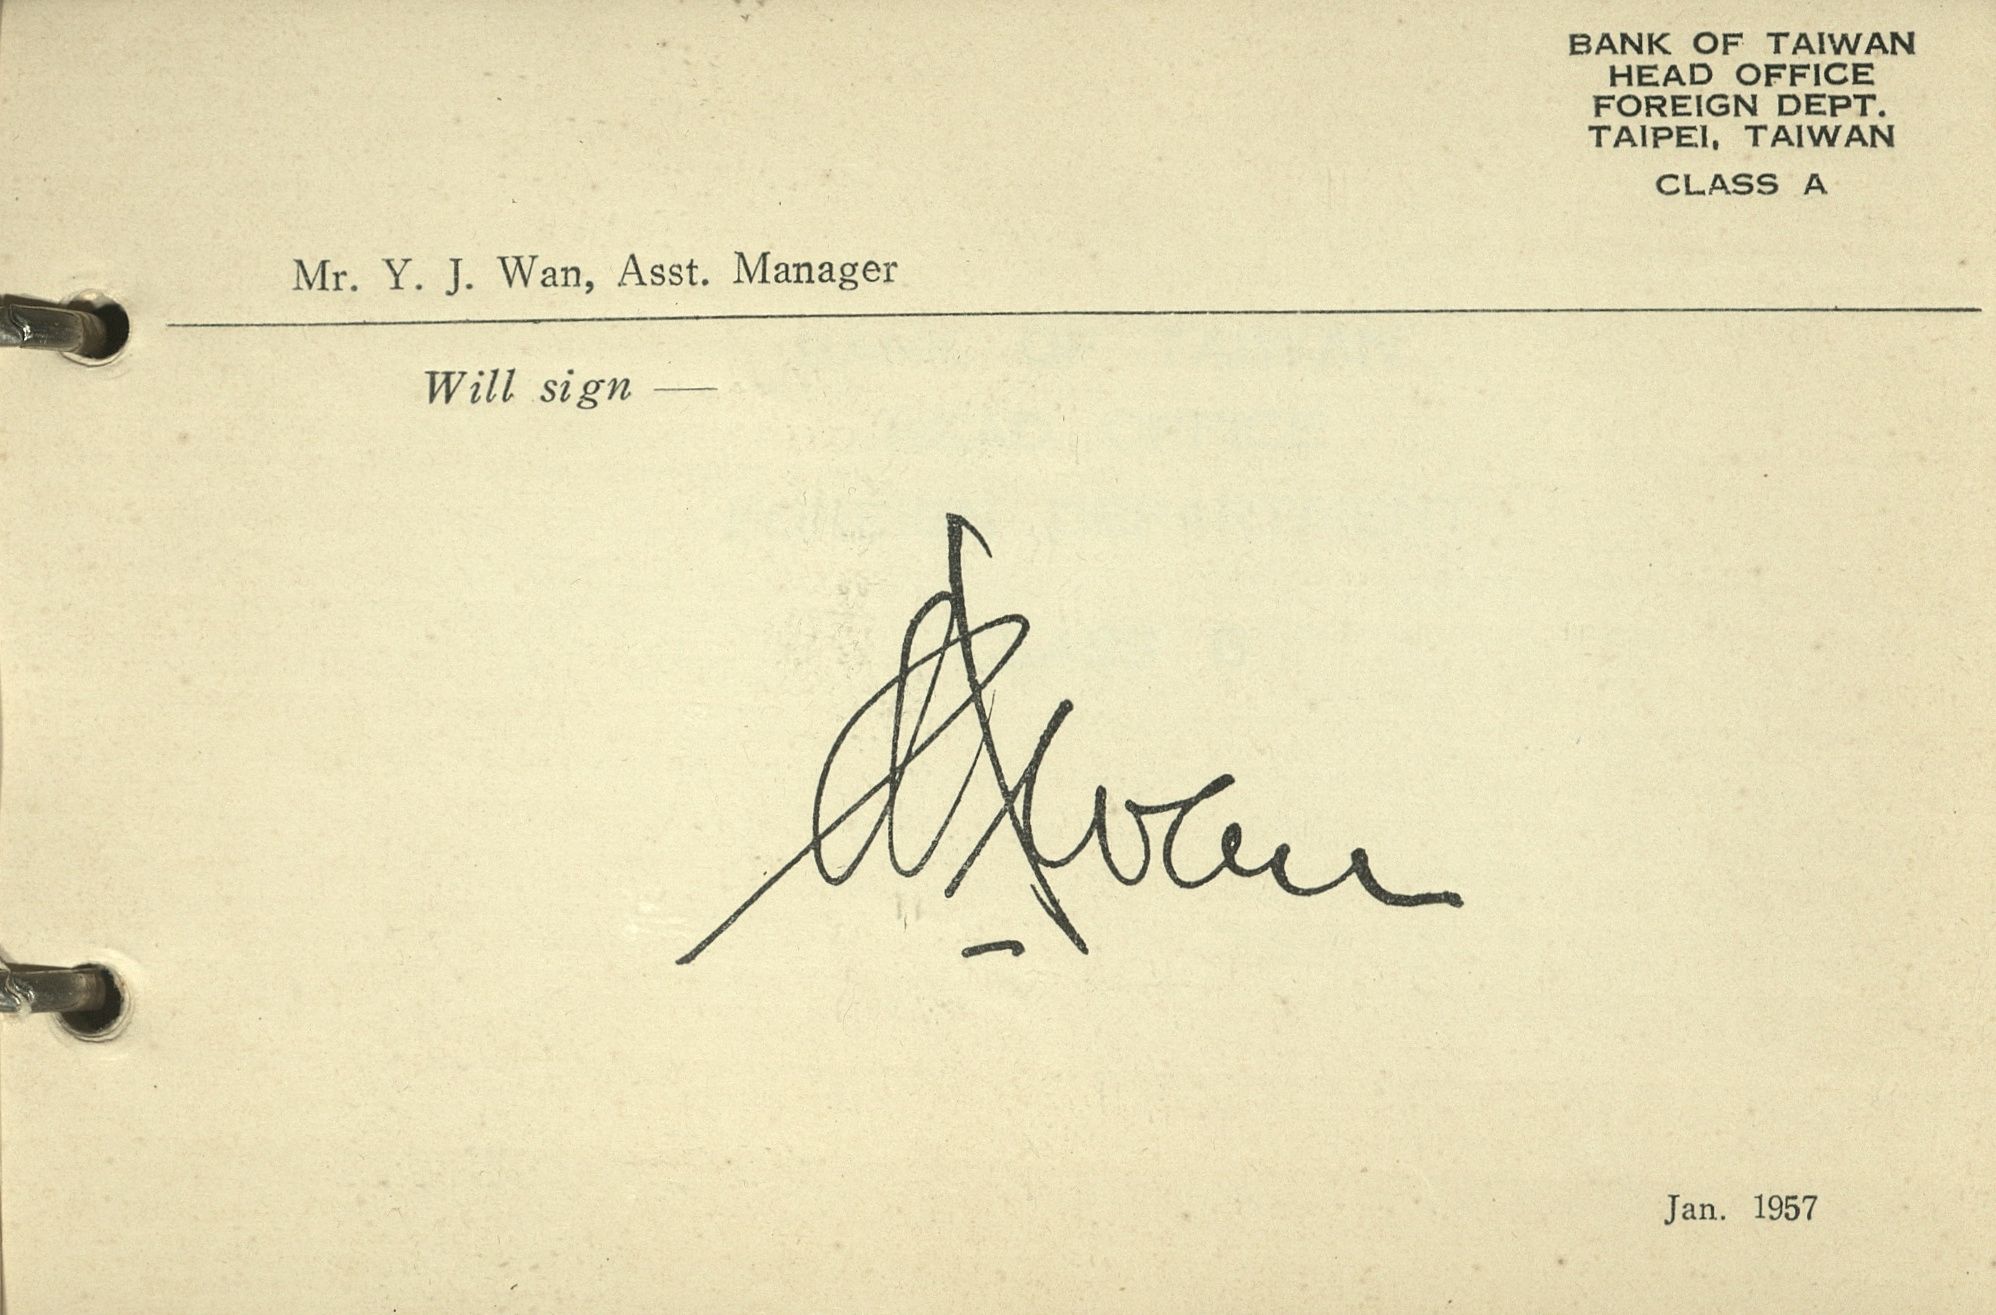 BANK OF TAIWAN
HEAD OFFICE
FOREIGN DEPT.
TAIPEI, TAIWAN
CLASS A
Mr. Y. J. Wan, Asst. Manager
Will sign —
Jan. 1957